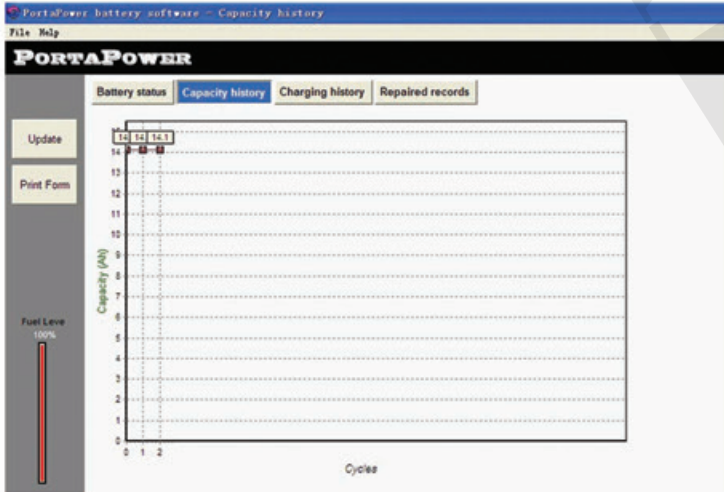 PortaPower battery software - Capacity history
File Help
PORTAPOWER
Battery status Capacity history Charging history Repaired records
Update
Print Form
Fuel Leve
100%
Capacity (Ah)
14 14 14.1
14
13
12
11
10
9
8
7
6
5
4
3
2
1
0
0 1 2
Cycles